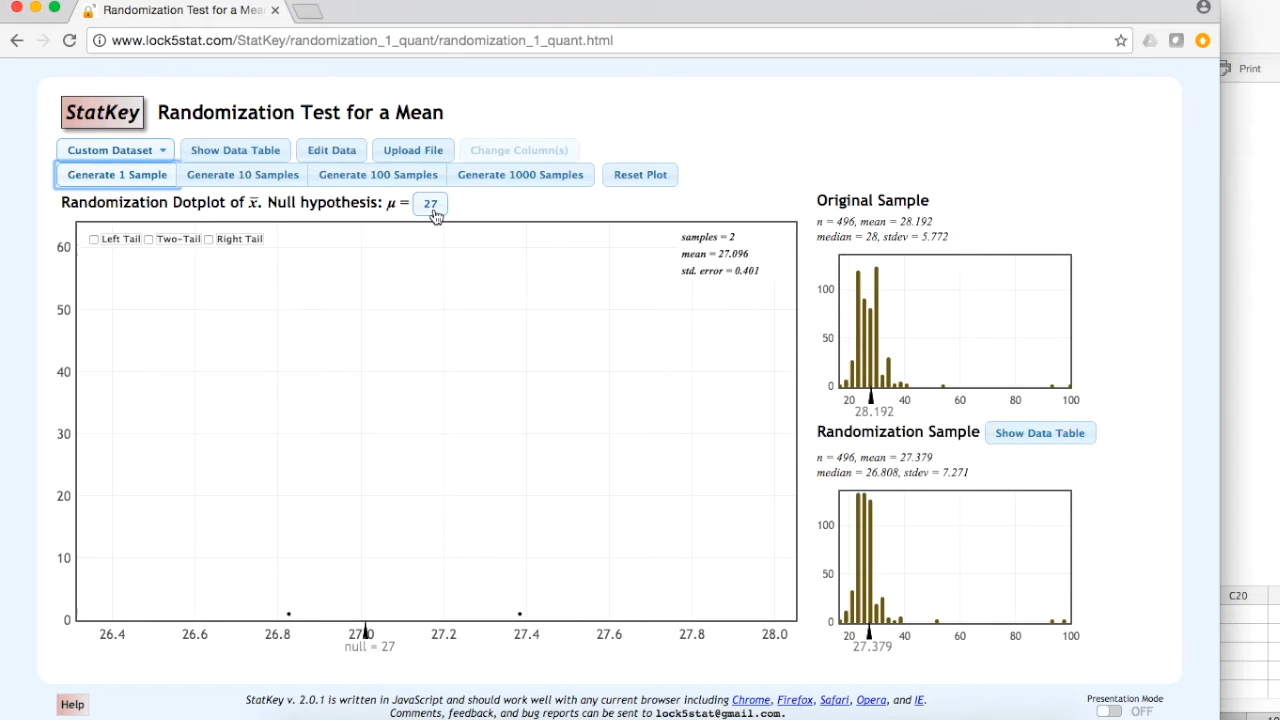 Randomization Test for a Mea
www.lock5stat.com/StatKey/randomization_1_quant/randomization_1_quant.html
Print
StatKey Randomization Test for a Mean
Custom Dataset Show Data Table Edit Data Upload File Change Column(s)
Generate 1 Sample Generate 10 Samples Generate 100 Samples Generate 1000 Samples Reset Plot
Randomization Dotplot of x̄. Null hypothesis: μ = 27
Left Tail Two-Tail Right Tail
samples = 2
mean = 27.096
std. error = 0.401
60
50
40
30
20
10
0
26.4 26.6 26.8 27.0 27.2 27.4 27.6 27.8 28.0
null = 27
Original Sample
n = 496, mean = 28.192
median = 28, stdev = 5.772
100
50
0
20 40 60 80 100
28.192
Randomization Sample Show Data Table
n = 496, mean = 27.379
median = 26.808, stdev = 7.271
100
50
0
20 40 60 80 100
27.379
C20
Help
StatKey v. 2.0.1 is written in JavaScript and should work well with any current browser including Chrome, Firefox, Safari, Opera, and IE.
Comments, feedback, and bug reports can be sent to lock5stat@gmail.com.
Presentation Mode
OFF